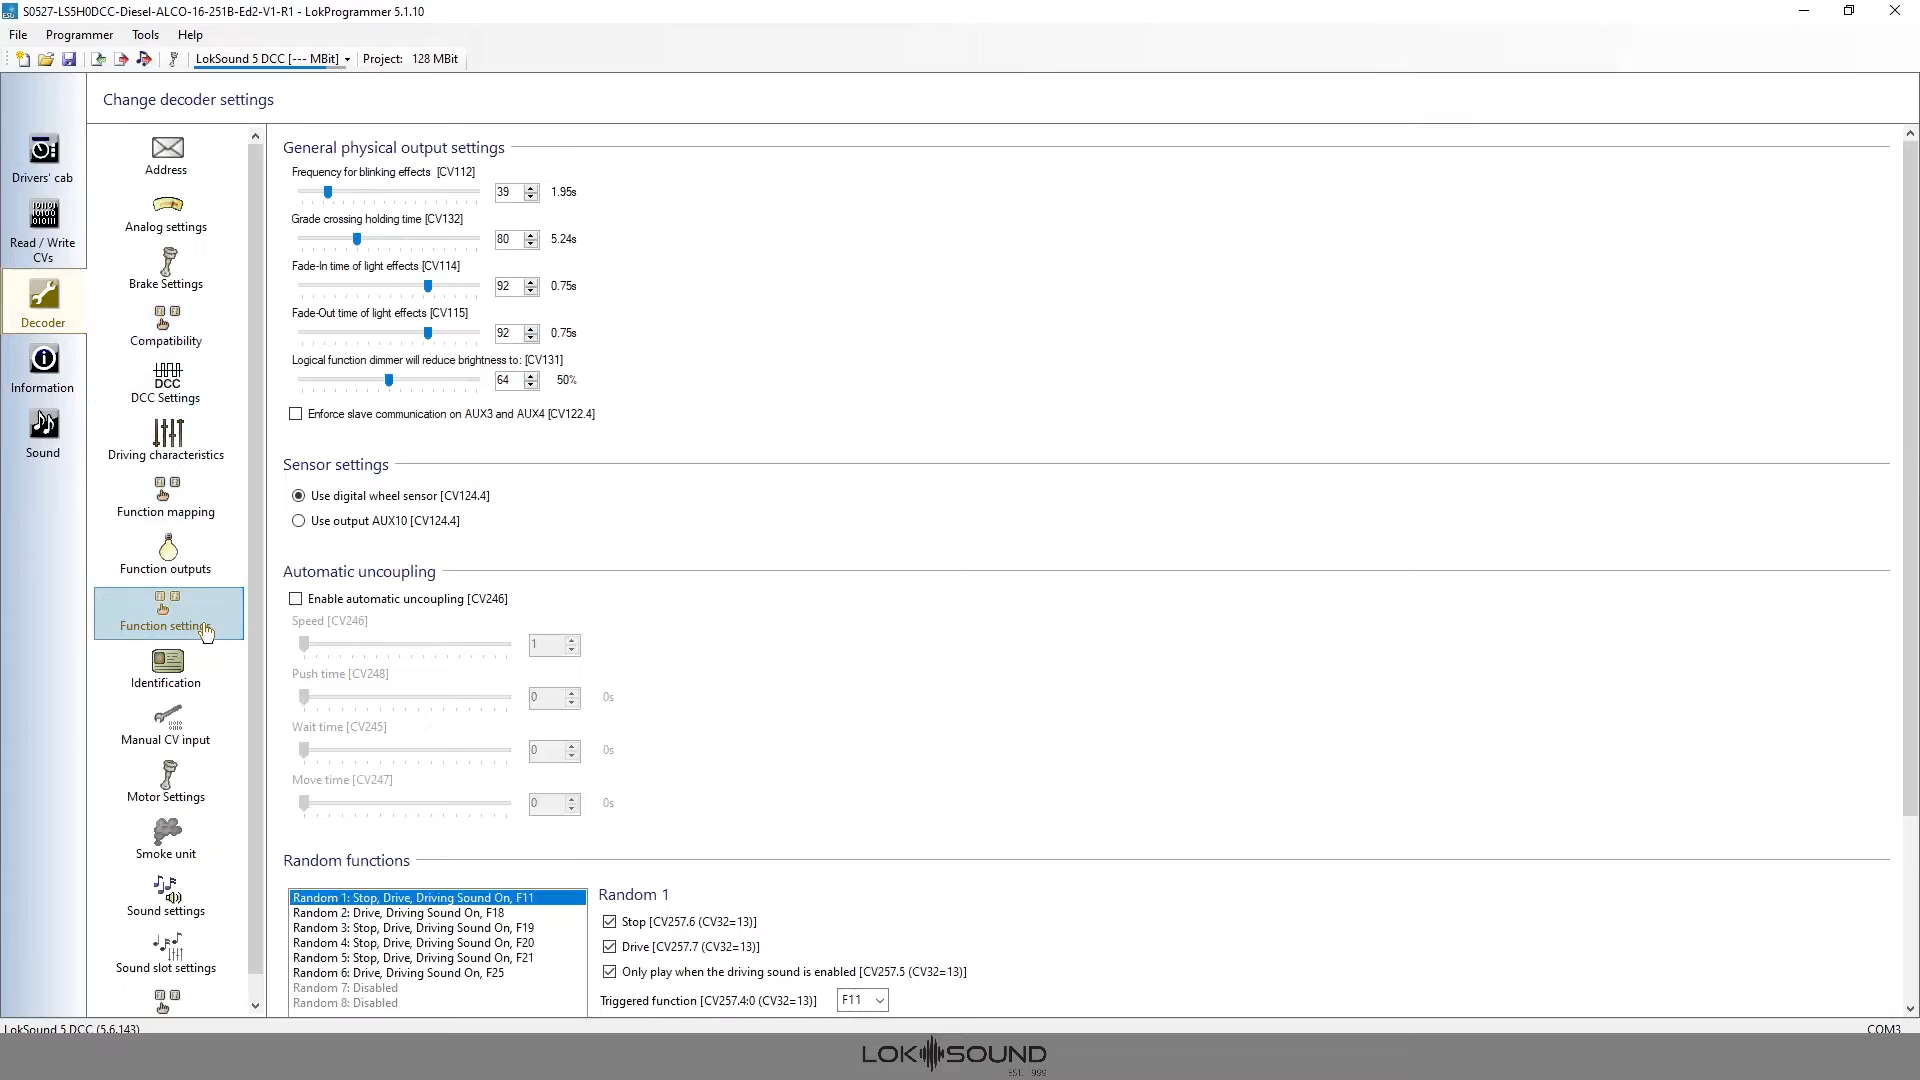 S0527-LS5H0DCC-Diesel-ALCO-16-251B-Ed2-V1-R1 - LokProgrammer 5.1.10
File Programmer Tools Help
LokSound 5 DCC [--- MBit] Project: 128 MBit
Change decoder settings
Drivers' cab
Read / Write
CVs
Decoder
Information
Sound
Address
Analog settings
Brake Settings
Compatibility
DCC
DCC Settings
Driving characteristics
Function mapping
Function outputs
Function settings
Identification
Manual CV input
Motor Settings
Smoke unit
Sound settings
Sound slot settings
General physical output settings
Frequency for blinking effects [CV112]
39 1.95s
Grade crossing holding time [CV132]
80 5.24s
Fade-In time of light effects [CV114]
92 0.75s
Fade-Out time of light effects [CV115]
92 0.75s
Logical function dimmer will reduce brightness to: [CV131]
64 50%
Enforce slave communication on AUX3 and AUX4 [CV122.4]
Sensor settings
Use digital wheel sensor [CV124.4]
Use output AUX10 [CV124.4]
Automatic uncoupling
Enable automatic uncoupling [CV246]
Speed [CV246]
1
Push time [CV248]
0 0s
Wait time [CV245]
0 0s
Move time [CV247]
0 0s
Random functions
Random 1: Stop, Drive, Driving Sound On, F11
Random 2: Drive, Driving Sound On, F18
Random 3: Stop, Drive, Driving Sound On, F19
Random 4: Stop, Drive, Driving Sound On, F20
Random 5: Stop, Drive, Driving Sound On, F21
Random 6: Drive, Driving Sound On, F25
Random 7: Disabled
Random 8: Disabled
Random 1
Stop [CV257.6 (CV32=13)]
Drive [CV257.7 (CV32=13)]
Only play when the driving sound is enabled [CV257.5 (CV32=13)]
Triggered function [CV257.4:0 (CV32=13)] F11
LokSound 5 DCC (5.6.143) COM3
LOKSOUND
EST. 999